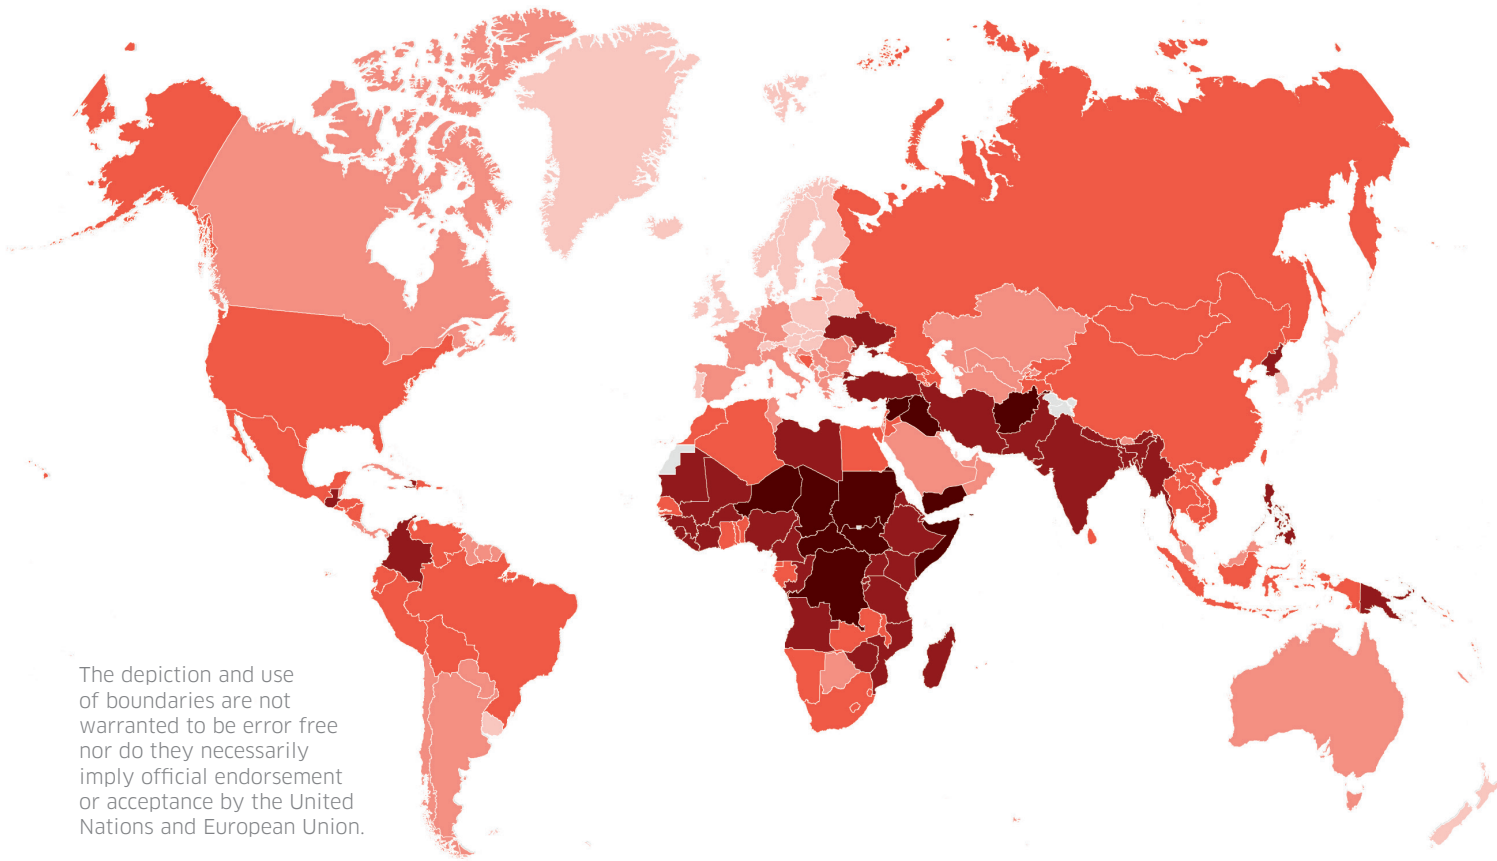 The depiction and use
of boundaries are not
warranted to be error free
nor do they necessarily
imply official endorsement
or acceptance by the United
Nations and European Union.